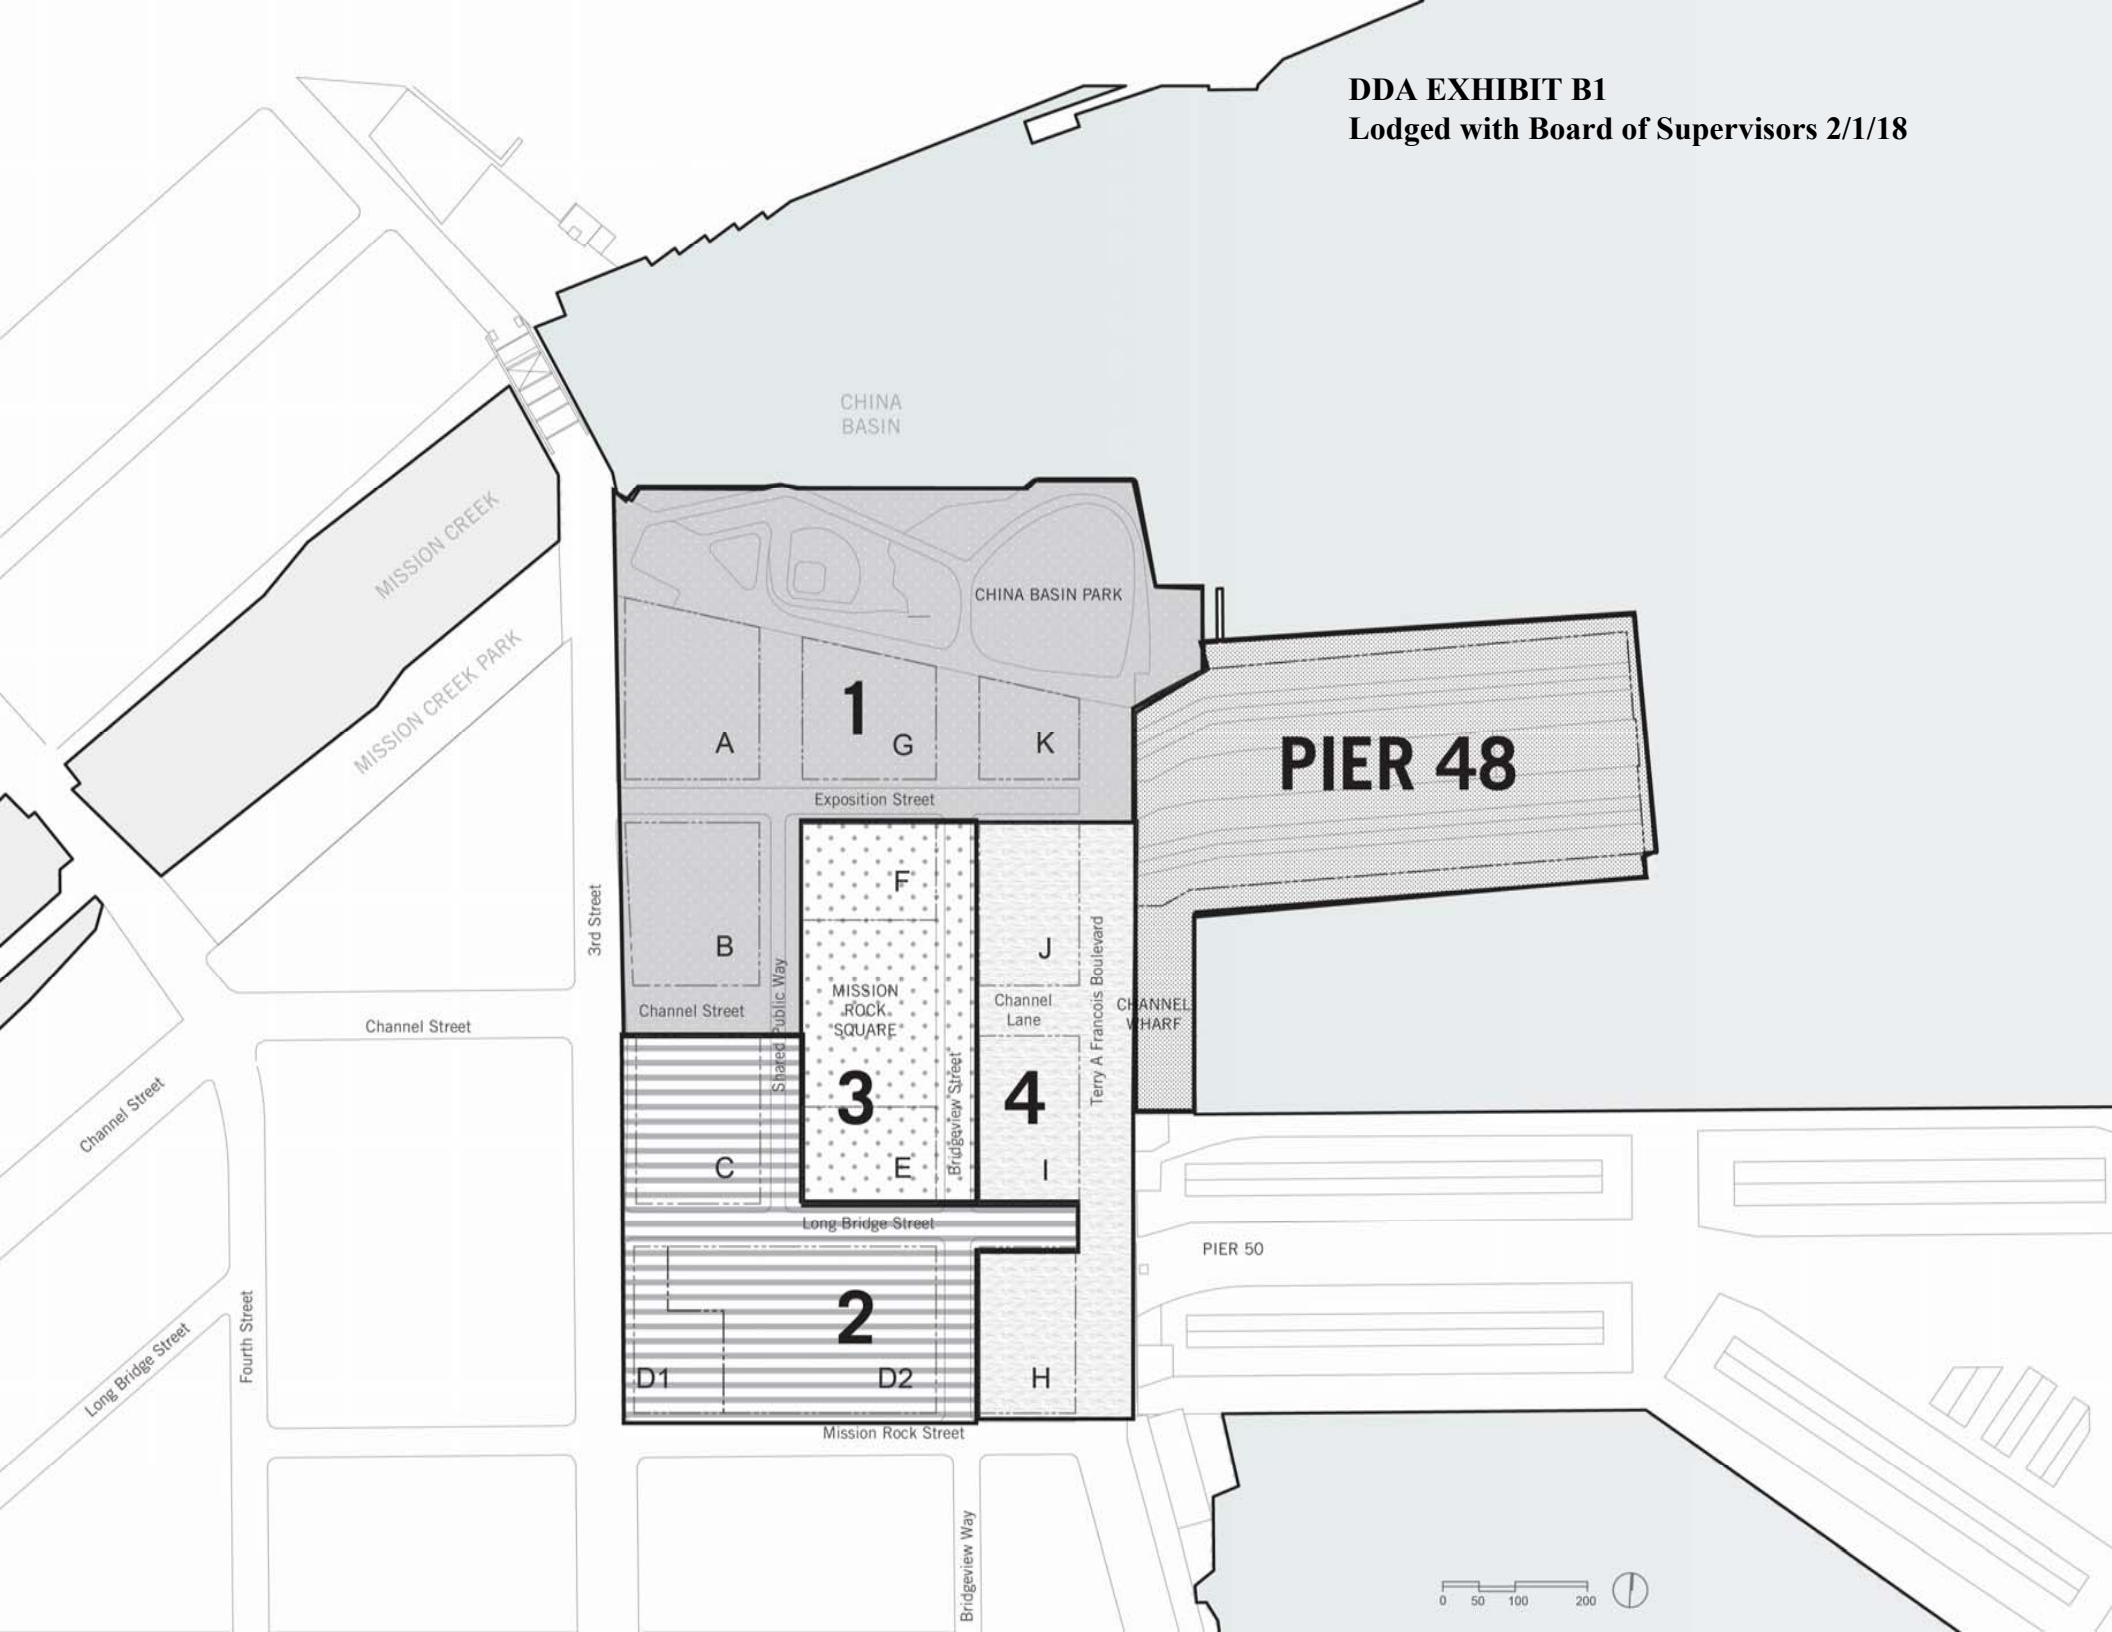 DDA EXHIBIT B1
Lodged with Board of Supervisors 2/1/18
CHINA
BASIN
MISSION CREEK
MISSION CREEK PARK
CHINA BASIN PARK
1
A
G
K
PIER 48
Exposition Street
3rd Street
B
F
J
Channel Street
Shared Public Way
MISSION
ROCK
SQUARE
Channel
Lane
Terry A Francois Boulevard
CHANNEL
WHARF
Channel Street
Channel Street
3
4
Bridgeview Street
C
E
I
Long Bridge Street
PIER 50
2
D1
D2
H
Fourth Street
Long Bridge Street
Mission Rock Street
Bridgeview Way
0 50 100 200